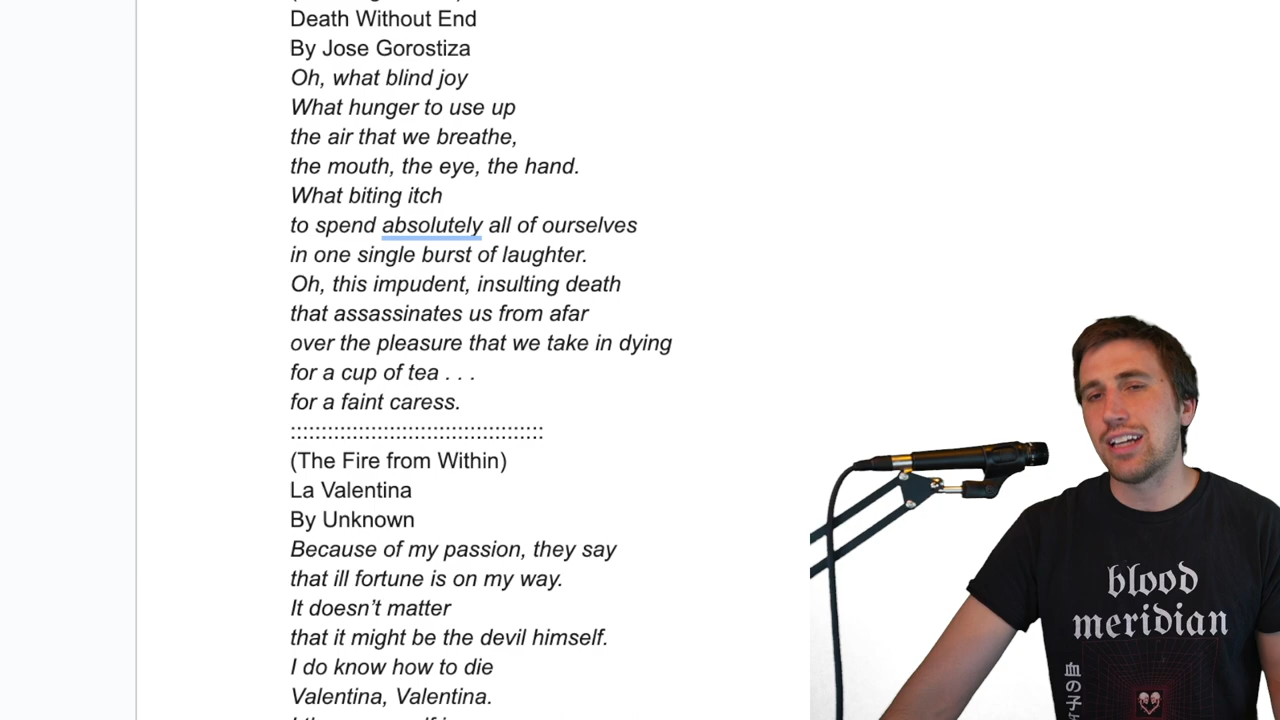 Death Without End
By Jose Gorostiza
Oh, what blind joy
What hunger to use up
the air that we breathe,
the mouth, the eye, the hand.
What biting itch
to spend absolutely all of ourselves
in one single burst of laughter.
Oh, this impudent, insulting death
that assassinates us from afar
over the pleasure that we take in dying
for a cup of tea . . .
for a faint caress.
:::::::::::::::::::::::::::::::::::::::::
(The Fire from Within)
La Valentina
By Unknown
Because of my passion, they say
that ill fortune is on my way.
It doesn’t matter
that it might be the devil himself.
I do know how to die
Valentina, Valentina.
blood
meridian
血の子